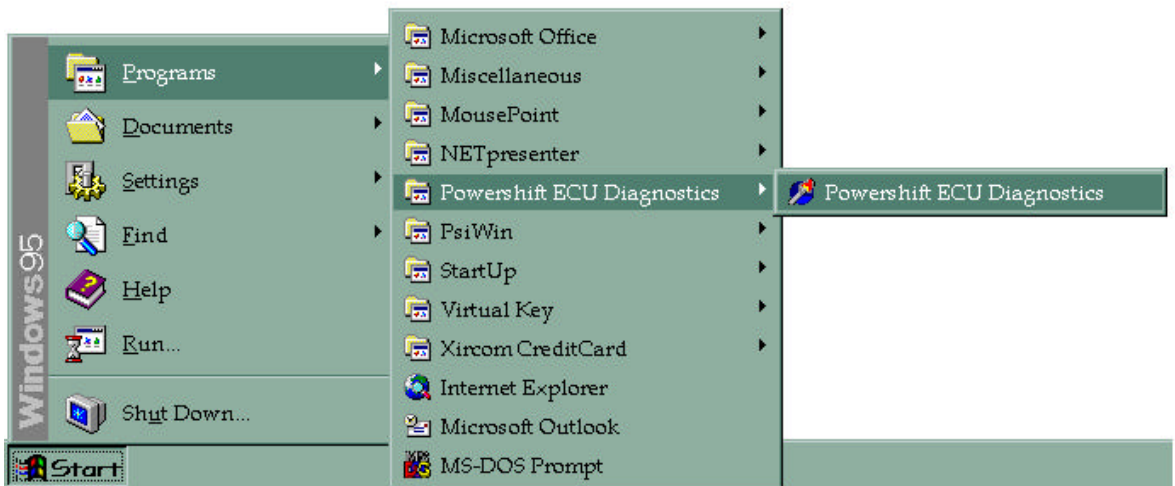 Programs
Documents
Settings
Find
Help
Run...
Shut Down...
Windows95
Start
Microsoft Office
Miscellaneous
MousePoint
NETpresenter
Powershift ECU Diagnostics
PsiWin
StartUp
Virtual Key
Xircom CreditCard
Internet Explorer
Microsoft Outlook
MS-DOS Prompt
Powershift ECU Diagnostics